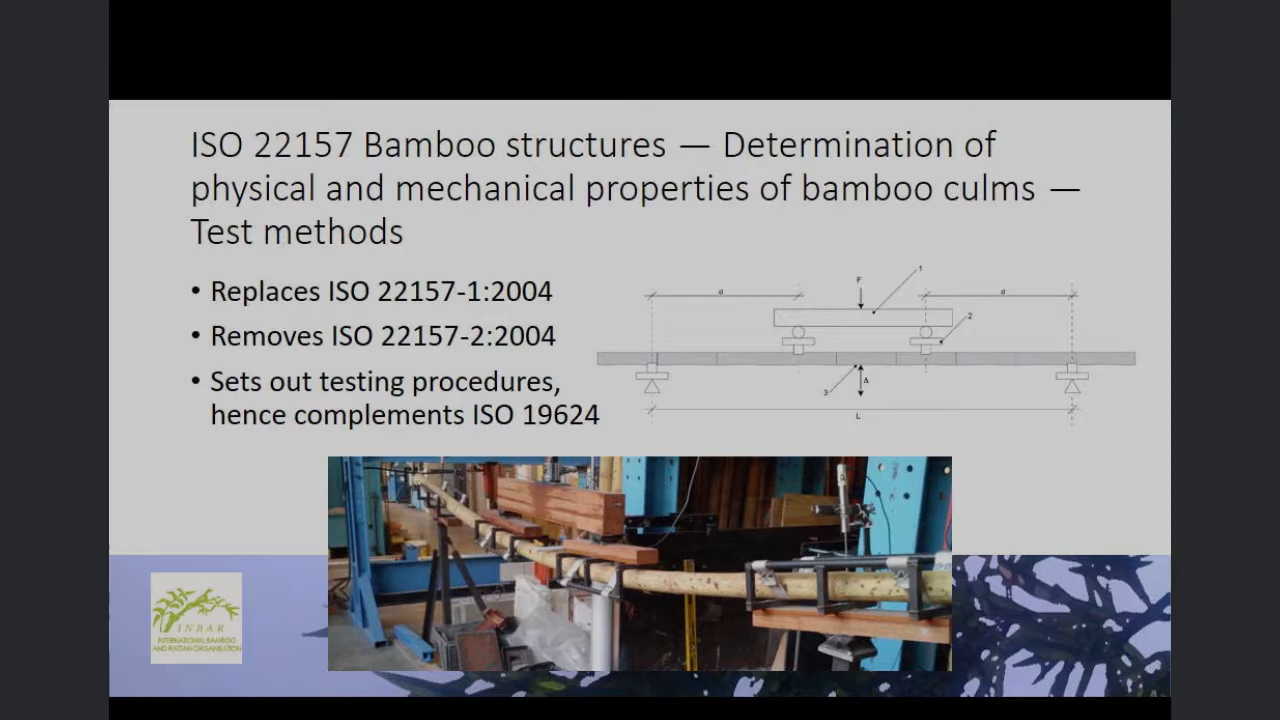 ISO 22157 Bamboo structures — Determination of
physical and mechanical properties of bamboo culms —
Test methods
• Replaces ISO 22157-1:2004
• Removes ISO 22157-2:2004
• Sets out testing procedures,
hence complements ISO 19624
1
F
a
a
2
3
Δ
L
INBAR
INTERNATIONAL BAMBOO
AND RATTAN ORGANISATION